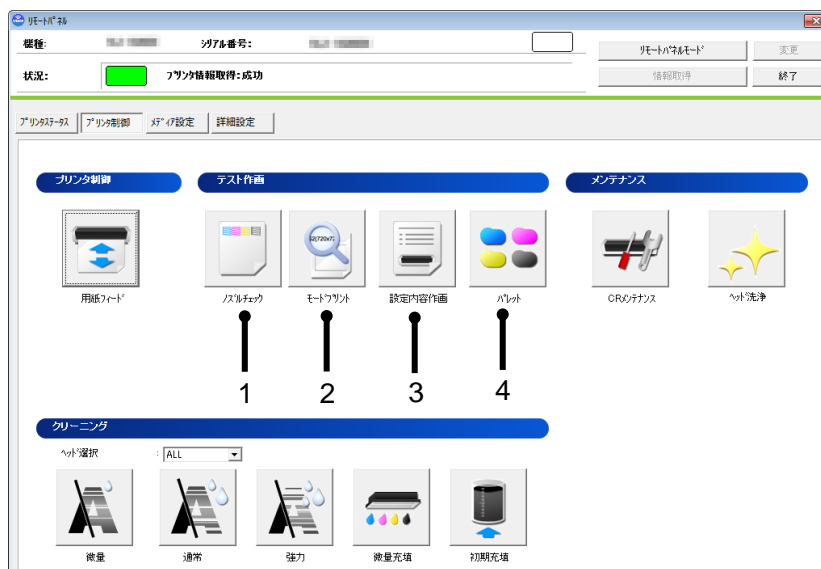 リモートパネル
機種:
シリアル番号:
リモートパネルモード
変更
状況:
プリンタ情報取得:成功
情報取得
終了
プリンタステータス
プリンタ制御
メディア設定
詳細設定
プリンタ制御
テスト作画
メンテナンス
用紙フィード
ノズルチェック
モードプリント
設定内容作画
パレット
CRメンテナンス
ヘッド洗浄
1
2
3
4
クリーニング
ヘッド選択
: ALL
微量
通常
強力
微量充填
初期充填